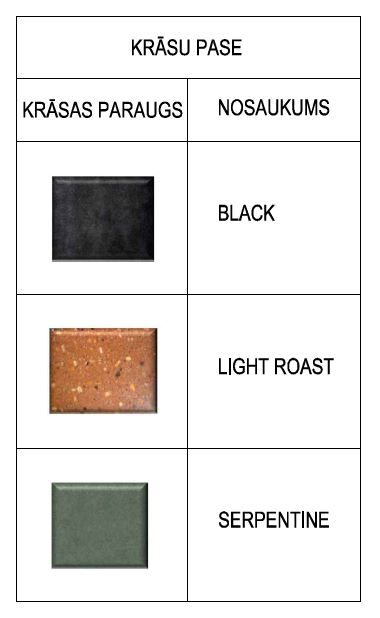 KRĀSU PASE
KRĀSAS PARAUGS NOSAUKUMS
BLACK
LIGHT ROAST
SERPENTINE